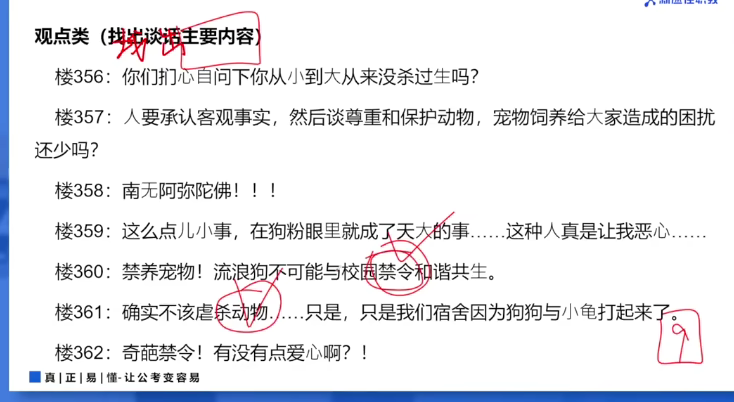 观点类（找出谈话主要内容）
楼356：你们扪心自问下你从小到大从来没杀过生吗？
楼357：人要承认客观事实，然后谈尊重和保护动物，宠物饲养给大家造成的困扰
还少吗？
楼358：南无阿弥陀佛！！！
楼359：这么点儿小事，在狗粉眼里就成了天大的事……这种人真是让我恶心……
楼360：禁养宠物！流浪狗不可能与校园禁令和谐共生。
楼361：确实不该虐杀动物……只是，只是我们宿舍因为狗狗与小龟打起来了。
楼362：奇葩禁令！有没有点爱心啊？！
真|正|易|懂-让公考变容易